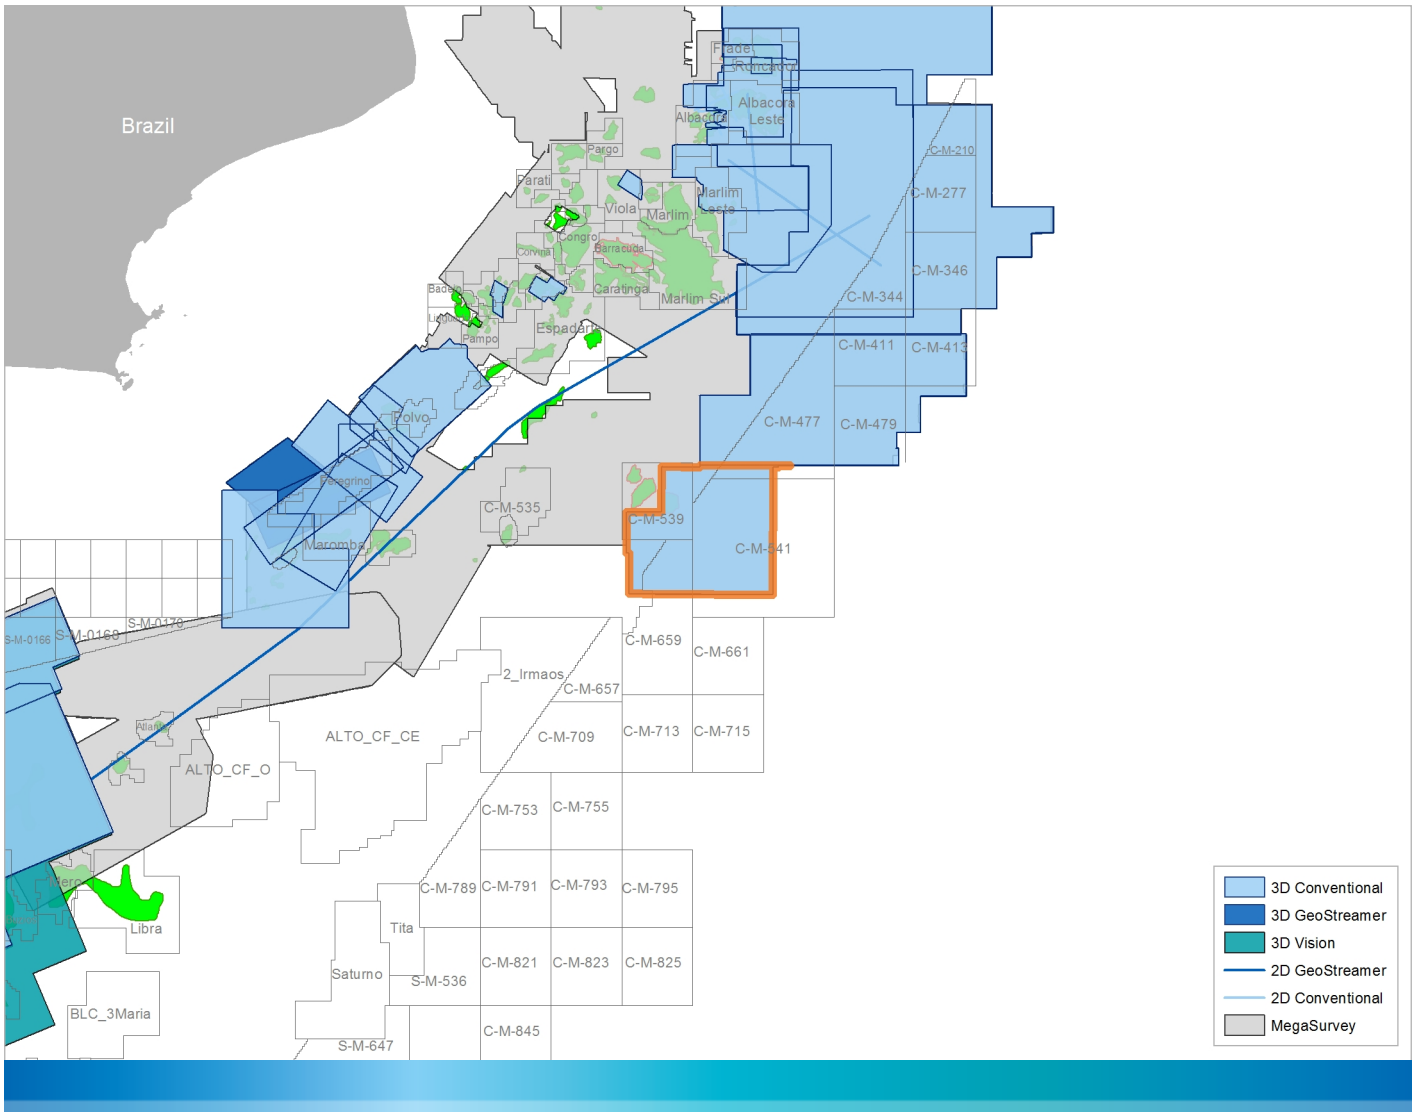 Frade
Roncador
Brazil
Albacora
Leste
Albacora
Pargo
C-M-210
Parati
C-M-277
Marlim
Leste
Viola
Marlim
Congro
Corvina
Barracuda
C-M-346
Caratinga
Marlim Sul
C-M-344
Badejo
Espadarte
Pampo
C-M-411
C-M-413
Polvo
C-M-477
C-M-479
Peregrino
C-M-535
C-M-539
Maromba
C-M-541
S-M-0166
S-M-0168
S-M-0170
C-M-659
C-M-661
2_Irmaos
C-M-657
Atlanta
ALTO_CF_CE
C-M-709
C-M-713
C-M-715
ALTO_CF_O
C-M-753
C-M-755
Mero
C-M-789
C-M-791
C-M-793
C-M-795
Libra
Tita
C-M-821
C-M-823
C-M-825
Saturno
S-M-536
BLC_3Maria
C-M-845
S-M-647
3D Conventional
3D GeoStreamer
3D Vision
2D GeoStreamer
2D Conventional
MegaSurvey